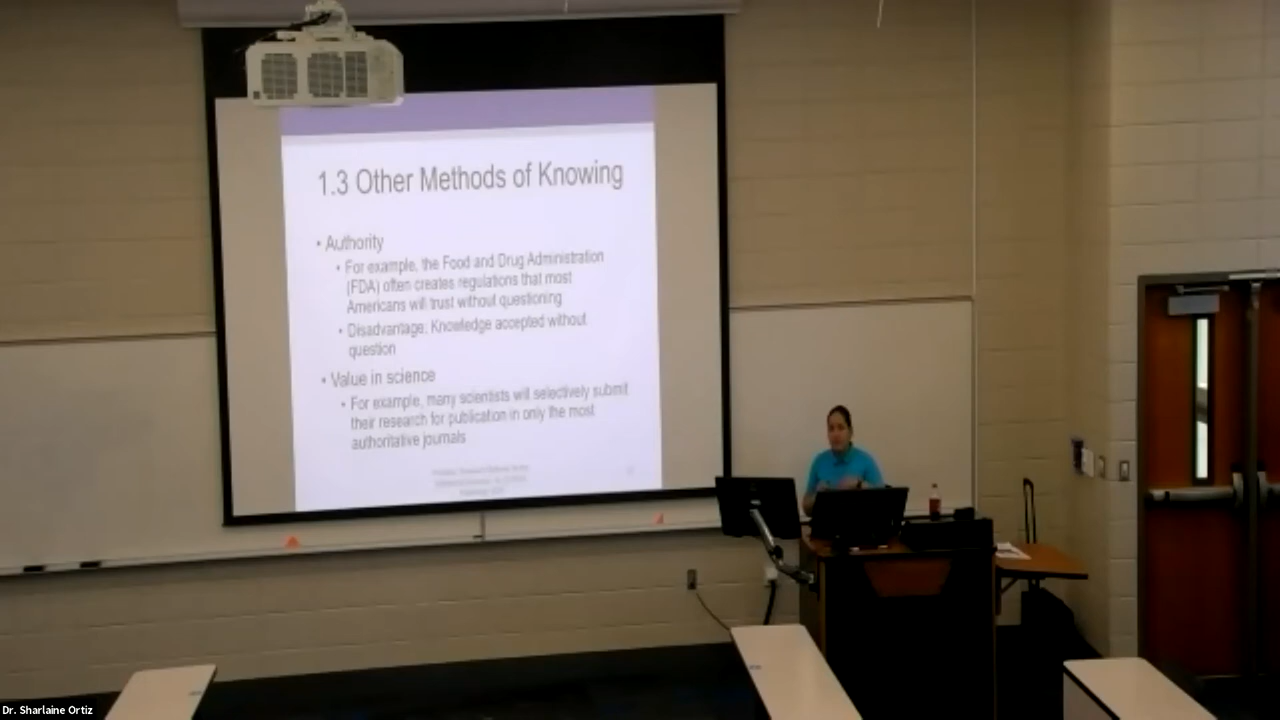 1.3 Other Methods of Knowing
• Authority
• For example, the Food and Drug Administration
(FDA) often creates regulations that most
Americans will trust without questioning
• Disadvantage: Knowledge accepted without
question
• Value in science
• For example, many scientists will selectively submit
their research for publication in only the most
authoritative journals
Dr. Sharlaine Ortiz